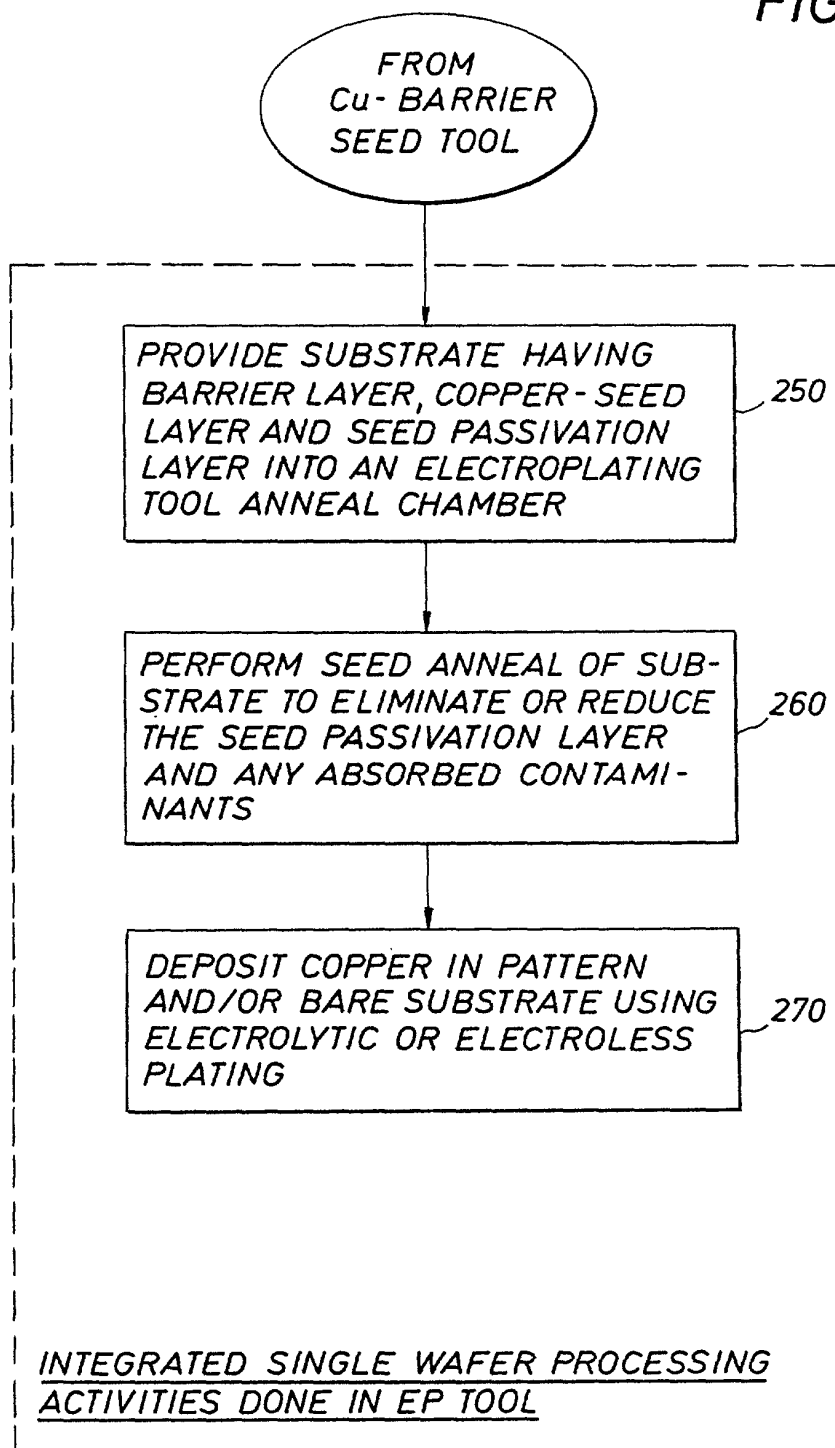 FIG
FROM
Cu- BARRIER
SEED TOOL
PROVIDE SUBSTRATE HAVING
BARRIER LAYER, COPPER-SEED
LAYER AND SEED PASSIVATION
LAYER INTO AN ELECTROPLATING
TOOL ANNEAL CHAMBER
250
PERFORM SEED ANNEAL OF SUB-
STRATE TO ELIMINATE OR REDUCE
THE SEED PASSIVATION LAYER
AND ANY ABSORBED CONTAMI-
NANTS
260
DEPOSIT COPPER IN PATTERN
AND/OR BARE SUBSTRATE USING
ELECTROLYTIC OR ELECTROLESS
PLATING
270
INTEGRATED SINGLE WAFER PROCESSING
ACTIVITIES DONE IN EP TOOL